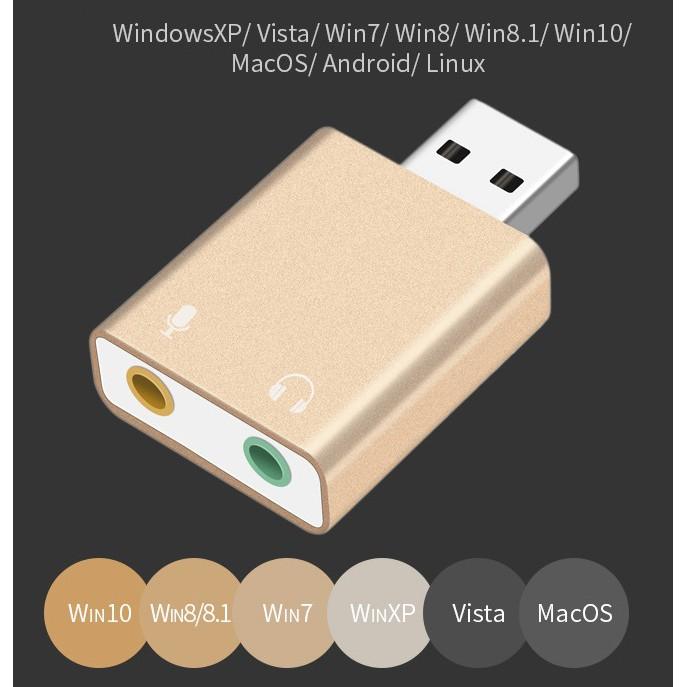 WindowsXP/ Vista/ Win7/ Win8/ Win8.1/ Win10/
MacOS/ Android/ Linux
WIN10 WIN8/8.1 WIN7 WINXP Vista MacOS